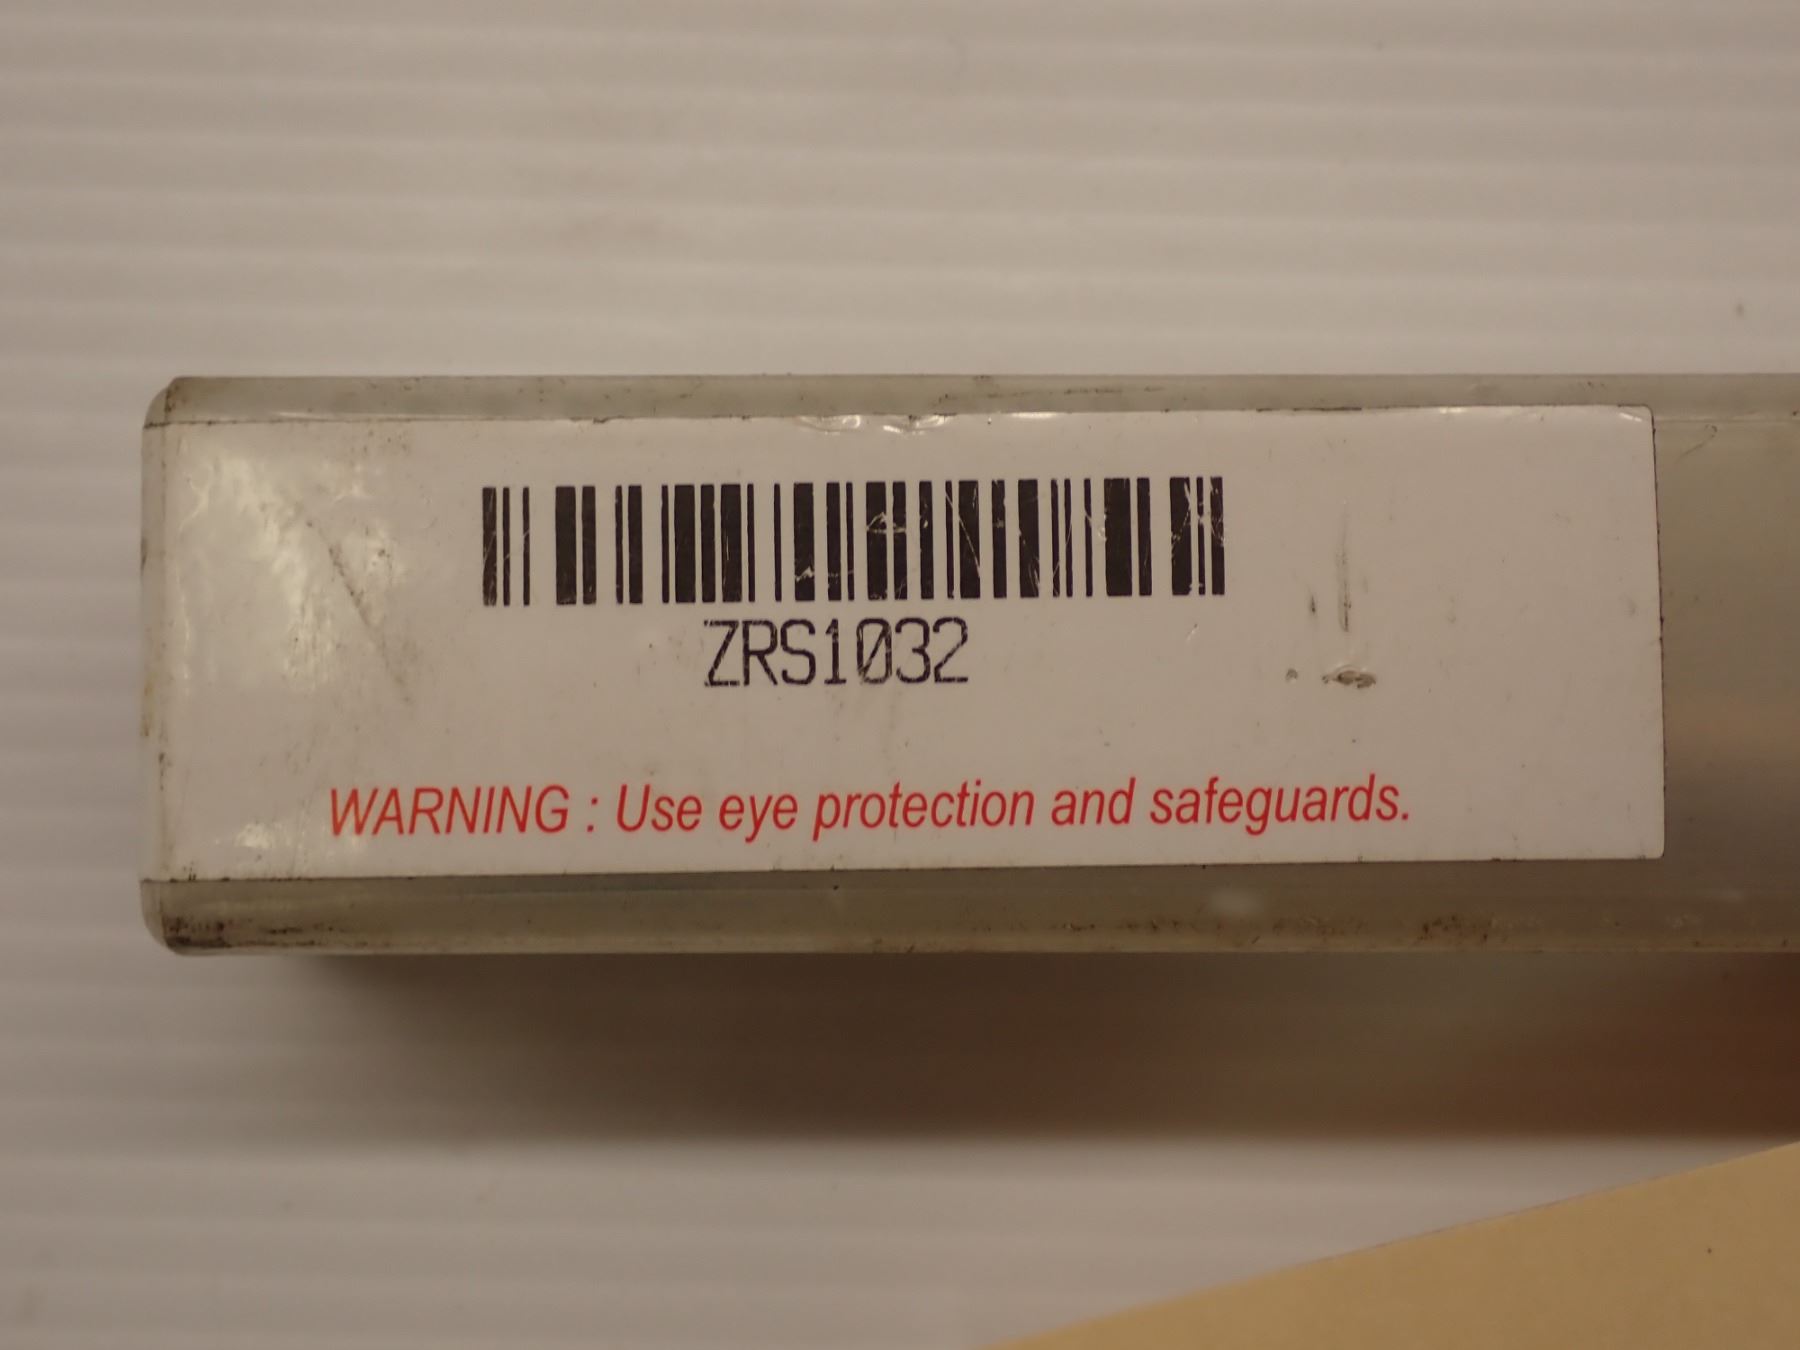 ZRS1032
WARNING : Use eye protection and safeguards.